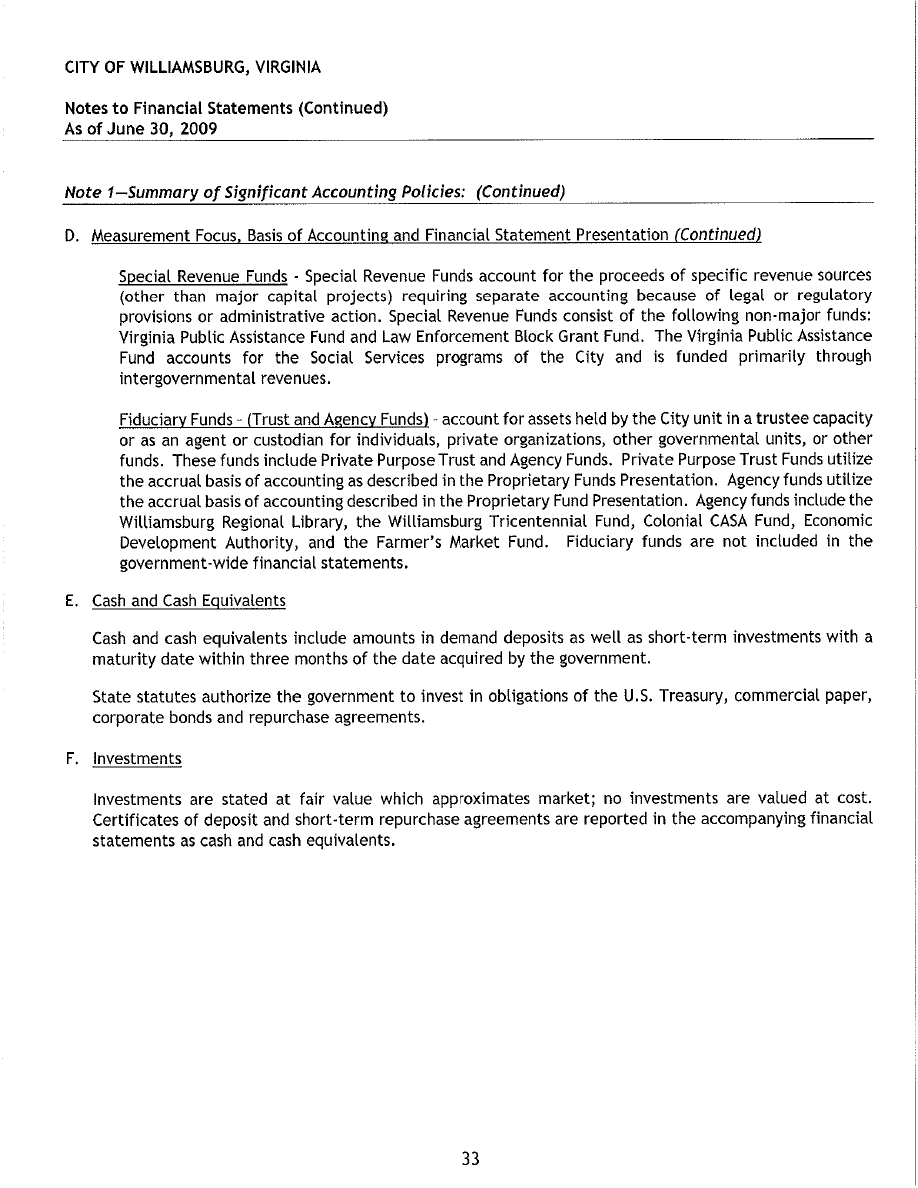 CITY OF WILLIAMSBURG, VIRGINIA
Notes to Financial Statements (Continued)
As of June 30, 2009
Note 1—Summary of Significant Accounting Policies: (Continued)
D. Measurement Focus, Basis of Accounting and Financial Statement Presentation (Continued)
Special Revenue Funds - Special Revenue Funds account for the proceeds of specific revenue sources
(other than major capital projects) requiring separate accounting because of legal or regulatory
provisions or administrative action. Special Revenue Funds consist of the following non-major funds:
Virginia Public Assistance Fund and Law Enforcement Block Grant Fund. The Virginia Public Assistance
Fund accounts for the Social Services programs of the City and is funded primarily through
intergovernmental revenues.
Fiduciary Funds - (Trust and Agency Funds) - account for assets held by the City unit in a trustee capacity
or as an agent or custodian for individuals, private organizations, other governmental units, or other
funds. These funds include Private Purpose Trust and Agency Funds. Private Purpose Trust Funds utilize
the accrual basis of accounting as described in the Proprietary Funds Presentation. Agency funds utilize
the accrual basis of accounting described in the Proprietary Fund Presentation. Agency funds include the
Williamsburg Regional Library, the Williamsburg Tricentennial Fund, Colonial CASA Fund, Economic
Development Authority, and the Farmer's Market Fund. Fiduciary funds are not included in the
government-wide financial statements.
E. Cash and Cash Equivalents
Cash and cash equivalents include amounts in demand deposits as well as short-term investments with a
maturity date within three months of the date acquired by the government.
State statutes authorize the government to invest in obligations of the U.S. Treasury, commercial paper,
corporate bonds and repurchase agreements.
F. Investments
Investments are stated at fair value which approximates market; no investments are valued at cost.
Certificates of deposit and short-term repurchase agreements are reported in the accompanying financial
statements as cash and cash equivalents.
33